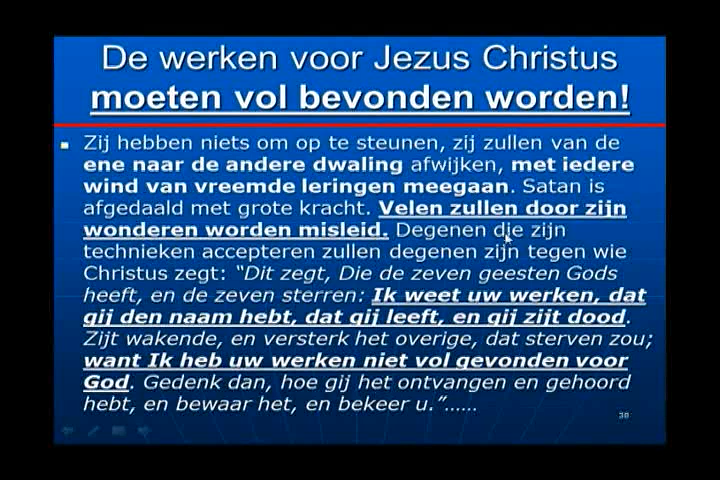 De werken voor Jezus Christus
moeten vol bevonden worden!
Zij hebben niets om op te steunen, zij zullen van de
ene naar de andere dwaling afwijken, met iedere
wind van vreemde leringen meegaan. Satan is
afgedaald met grote kracht. Velen zullen door zijn
wonderen worden misleid. Degenen die zijn
technieken accepteren zullen degenen zijn tegen wie
Christus zegt: “Dit zegt, Die de zeven geesten Gods
heeft, en de zeven sterren: Ik weet uw werken, dat
gij den naam hebt, dat gij leeft, en gij zijt dood.
Zijt wakende, en versterk het overige, dat sterven zou;
want Ik heb uw werken niet vol gevonden voor
God. Gedenk dan, hoe gij het ontvangen en gehoord
hebt, en bewaar het, en bekeer u.”……
38